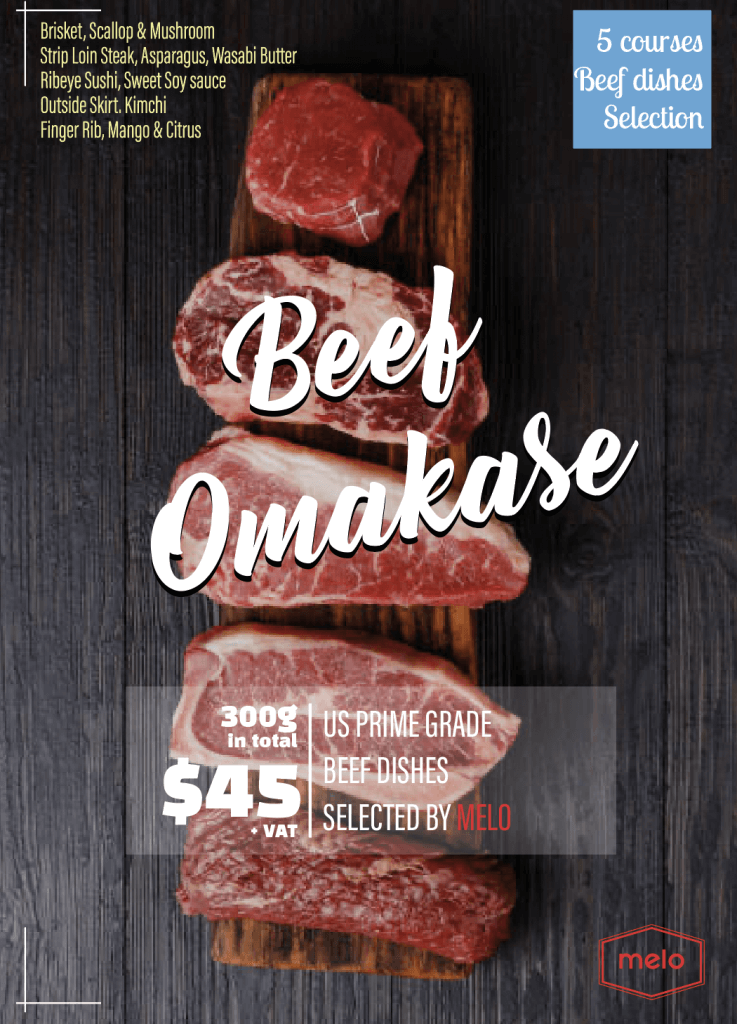 Brisket, Scallop & Mushroom
Strip Loin Steak, Asparagus, Wasabi Butter
Ribeye Sushi, Sweet Soy sauce
Outside Skirt. Kimchi
Finger Rib, Mango & Citrus
5 courses
Beef dishes
Selection
Beef
Omakase
300g
in total
$45
+ VAT
US PRIME GRADE
BEEF DISHES
SELECTED BY MELO
melo